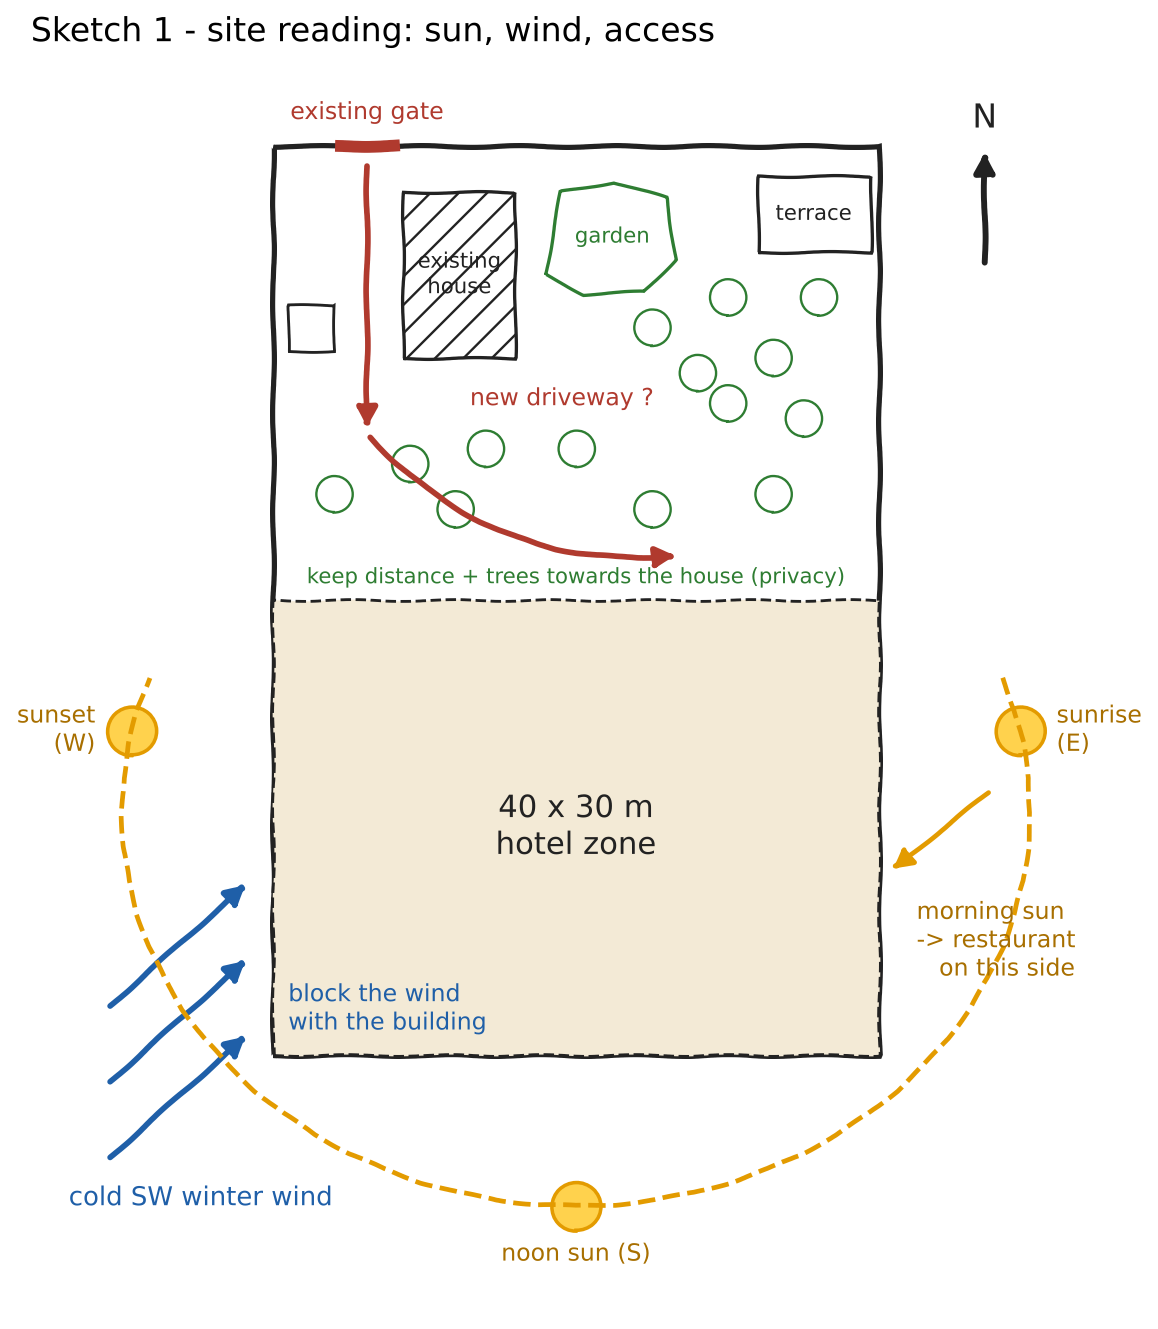 Sketch 1 - site reading: sun, wind, access
existing gate
N
terrace
garden
existing
house
new driveway ?
keep distance + trees towards the house (privacy)
sunset
(W)
sunrise
(E)
40 x 30 m
hotel zone
morning sun
-> restaurant
on this side
block the wind
with the building
cold SW winter wind
noon sun (S)